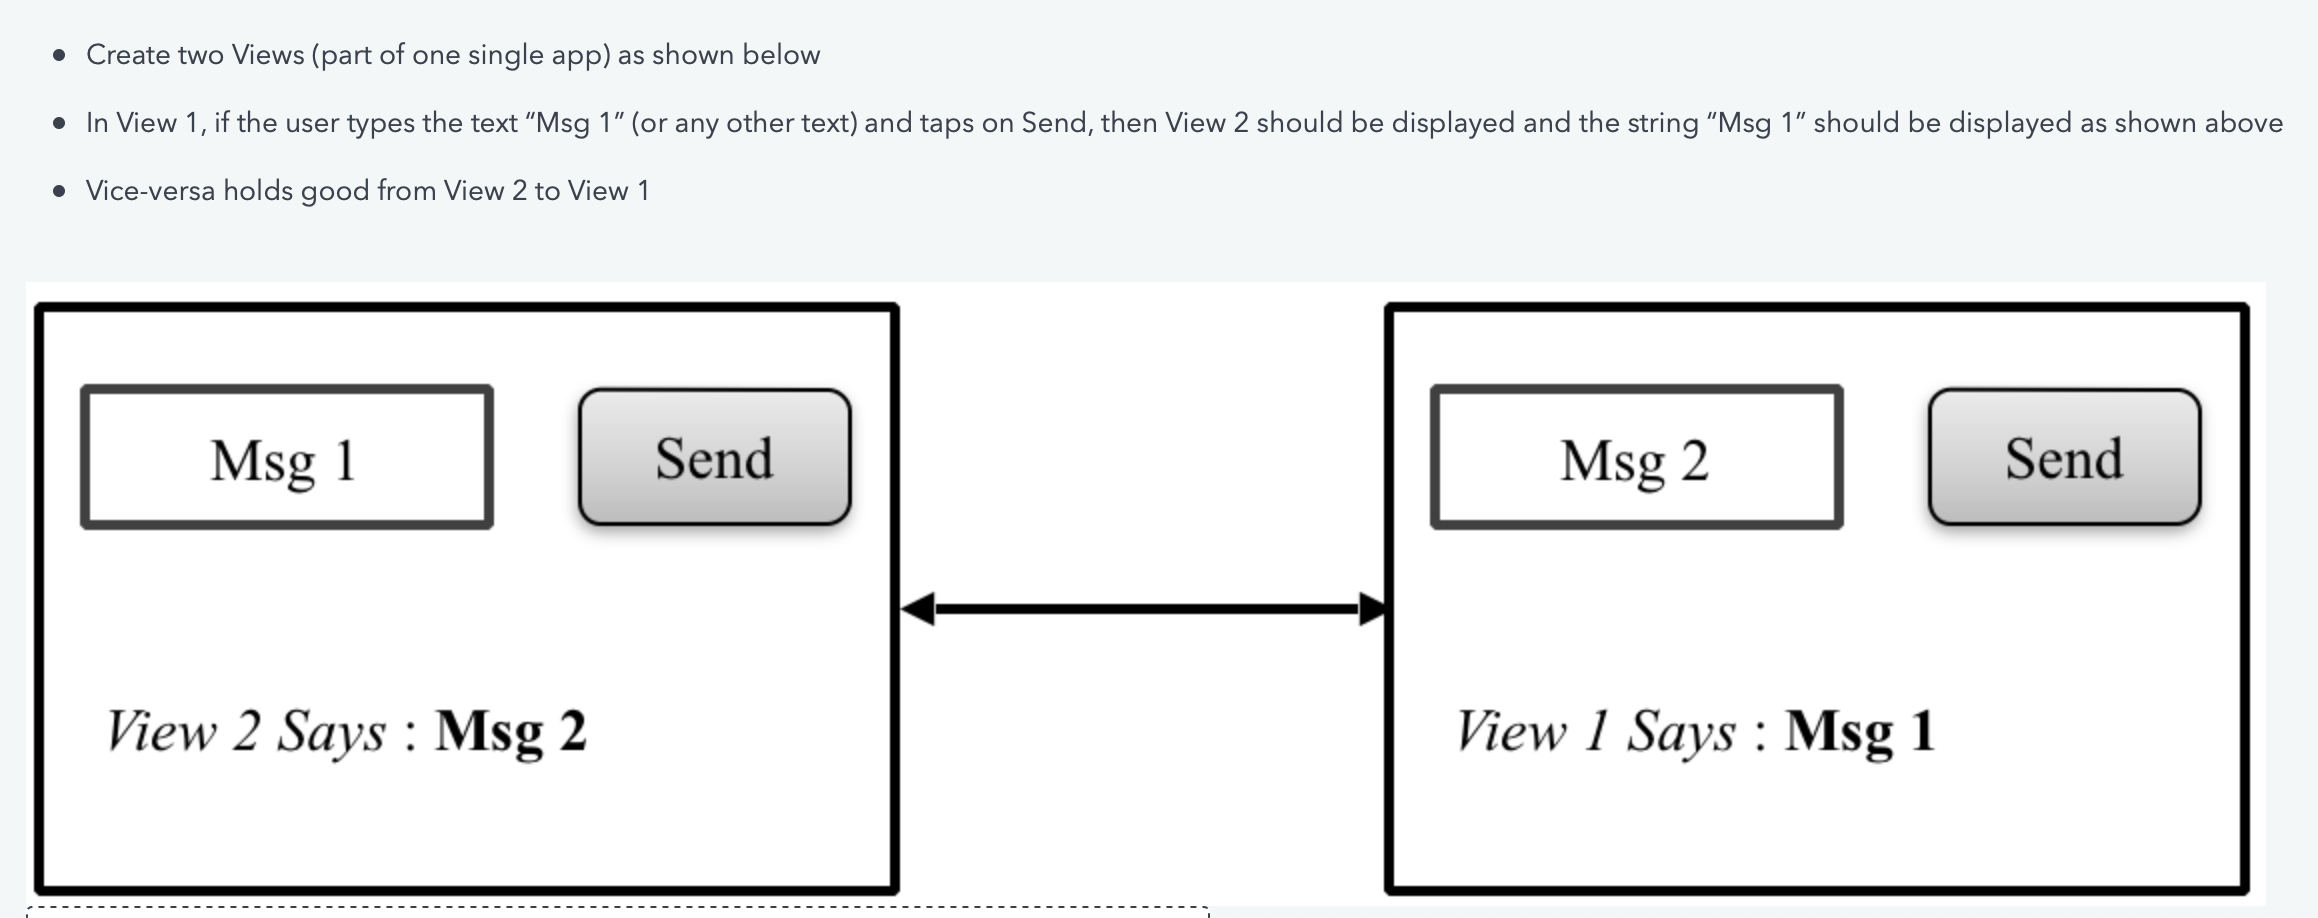 Create two Views (part of one single app) as shown below
In View 1, if the user types the text “Msg 1” (or any other text) and taps on Send, then View 2 should be displayed and the string “Msg 1” should be displayed as shown above
Vice-versa holds good from View 2 to View 1
Msg 1
Send
View 2 Says : Msg 2
Msg 2
Send
View 1 Says : Msg 1